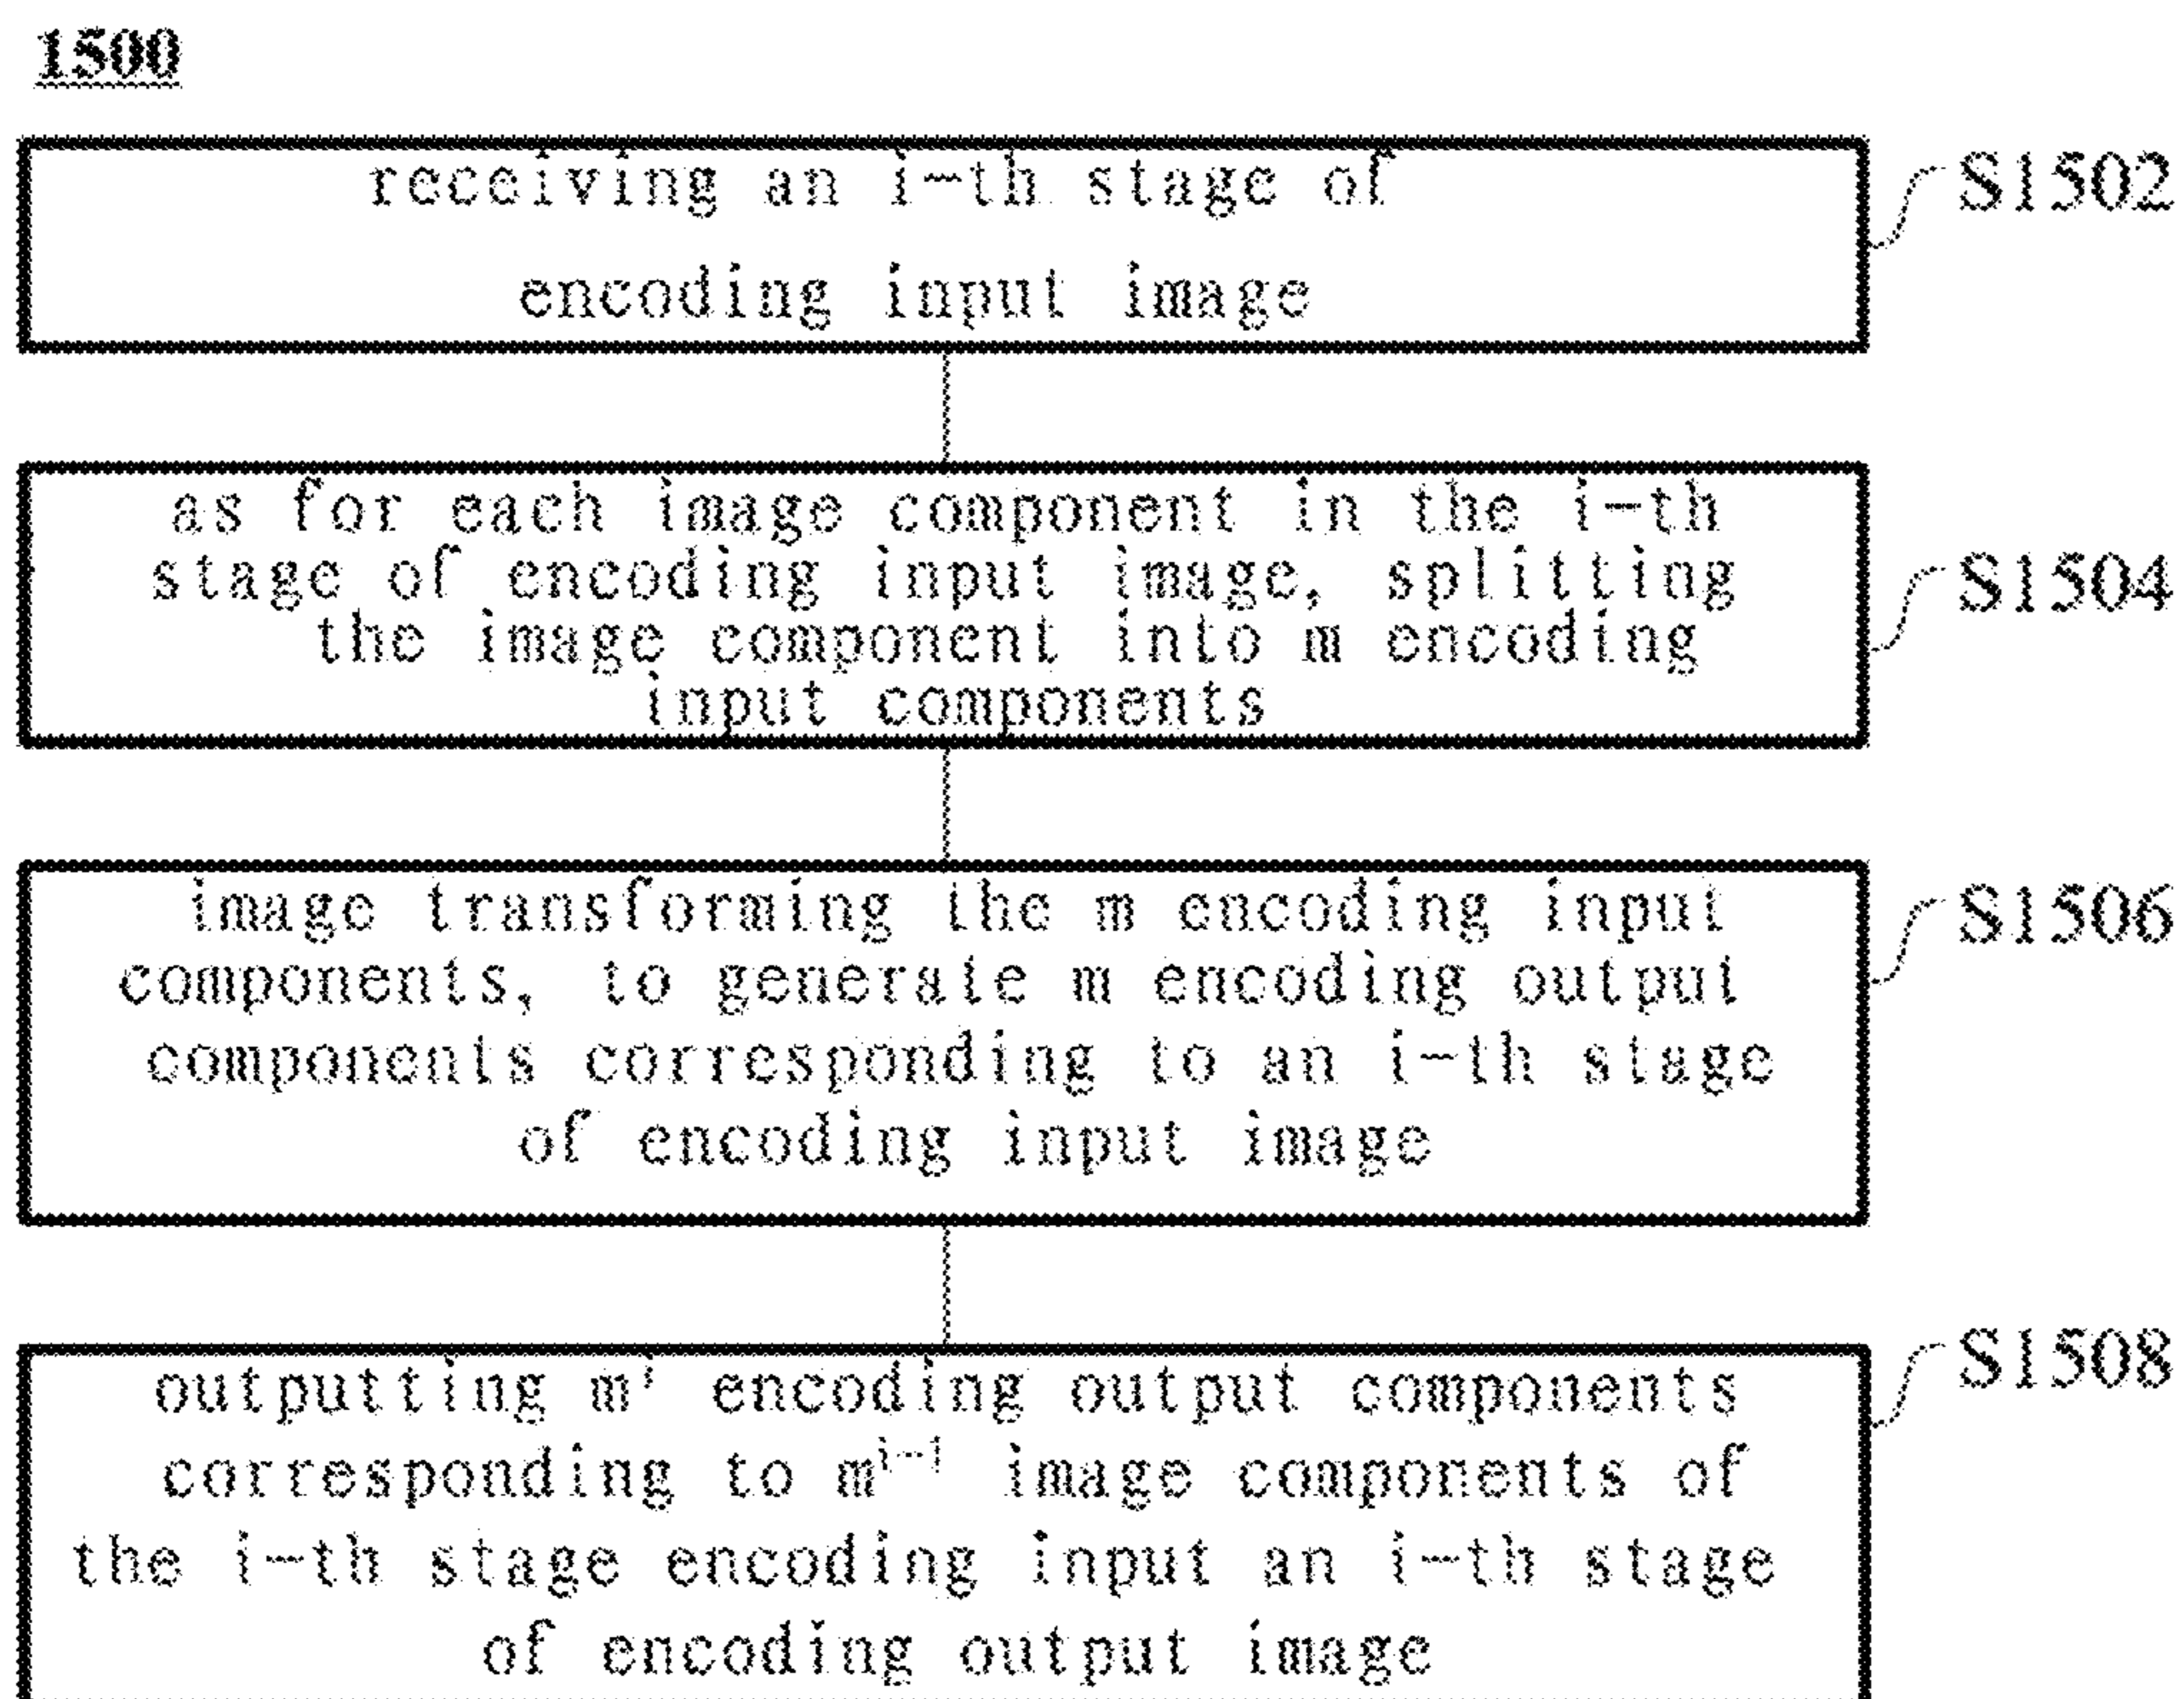 1500
receiving an i-th stage of
encoding input image
S1502
as for each image component in the i-th
stage of encoding input image, splitting
the image component into m encoding
input components
S1504
image transforming the m encoding input
components, to generate m encoding output
components corresponding to an i-th stage
of encoding input image
S1506
outputting mⁱ encoding output components
corresponding to mⁱ⁻¹ image components of
the i-th stage encoding input an i-th stage
of encoding output image
S1508